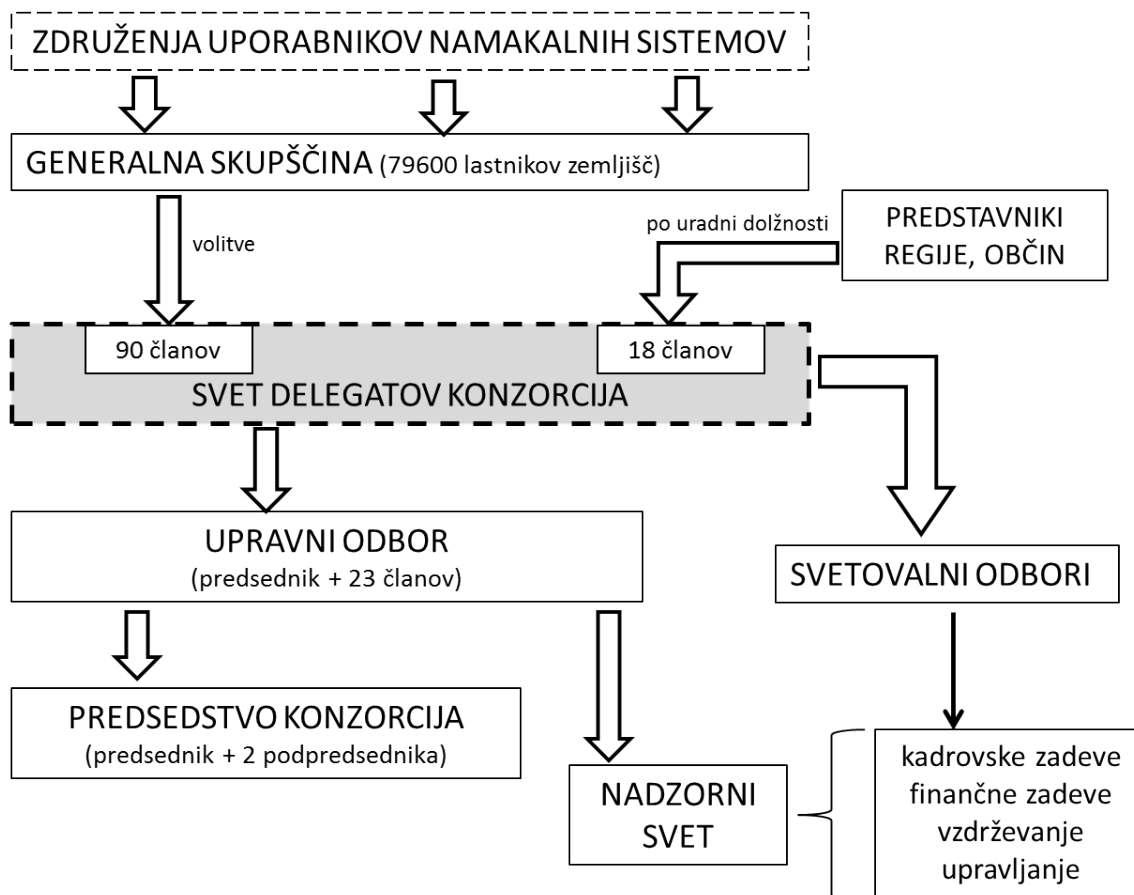 ZDRUŽENJA UPORABNIKOV NAMAKALNIH SISTEMOV
GENERALNA SKUPŠČINA (79600 lastnikov zemljišč)
volitve
po uradni dolžnosti
PREDSTAVNIKI
REGIJE, OBČIN
90 članov
18 članov
SVET DELEGATOV KONZORCIJA
UPRAVNI ODBOR
(predsednik + 23 članov)
SVETOVALNI ODBORI
PREDSEDSTVO KONZORCIJA
(predsednik + 2 podpredsednika)
NADZORNI
SVET
kadrovske zadeve
finančne zadeve
vzdrževanje
upravljanje